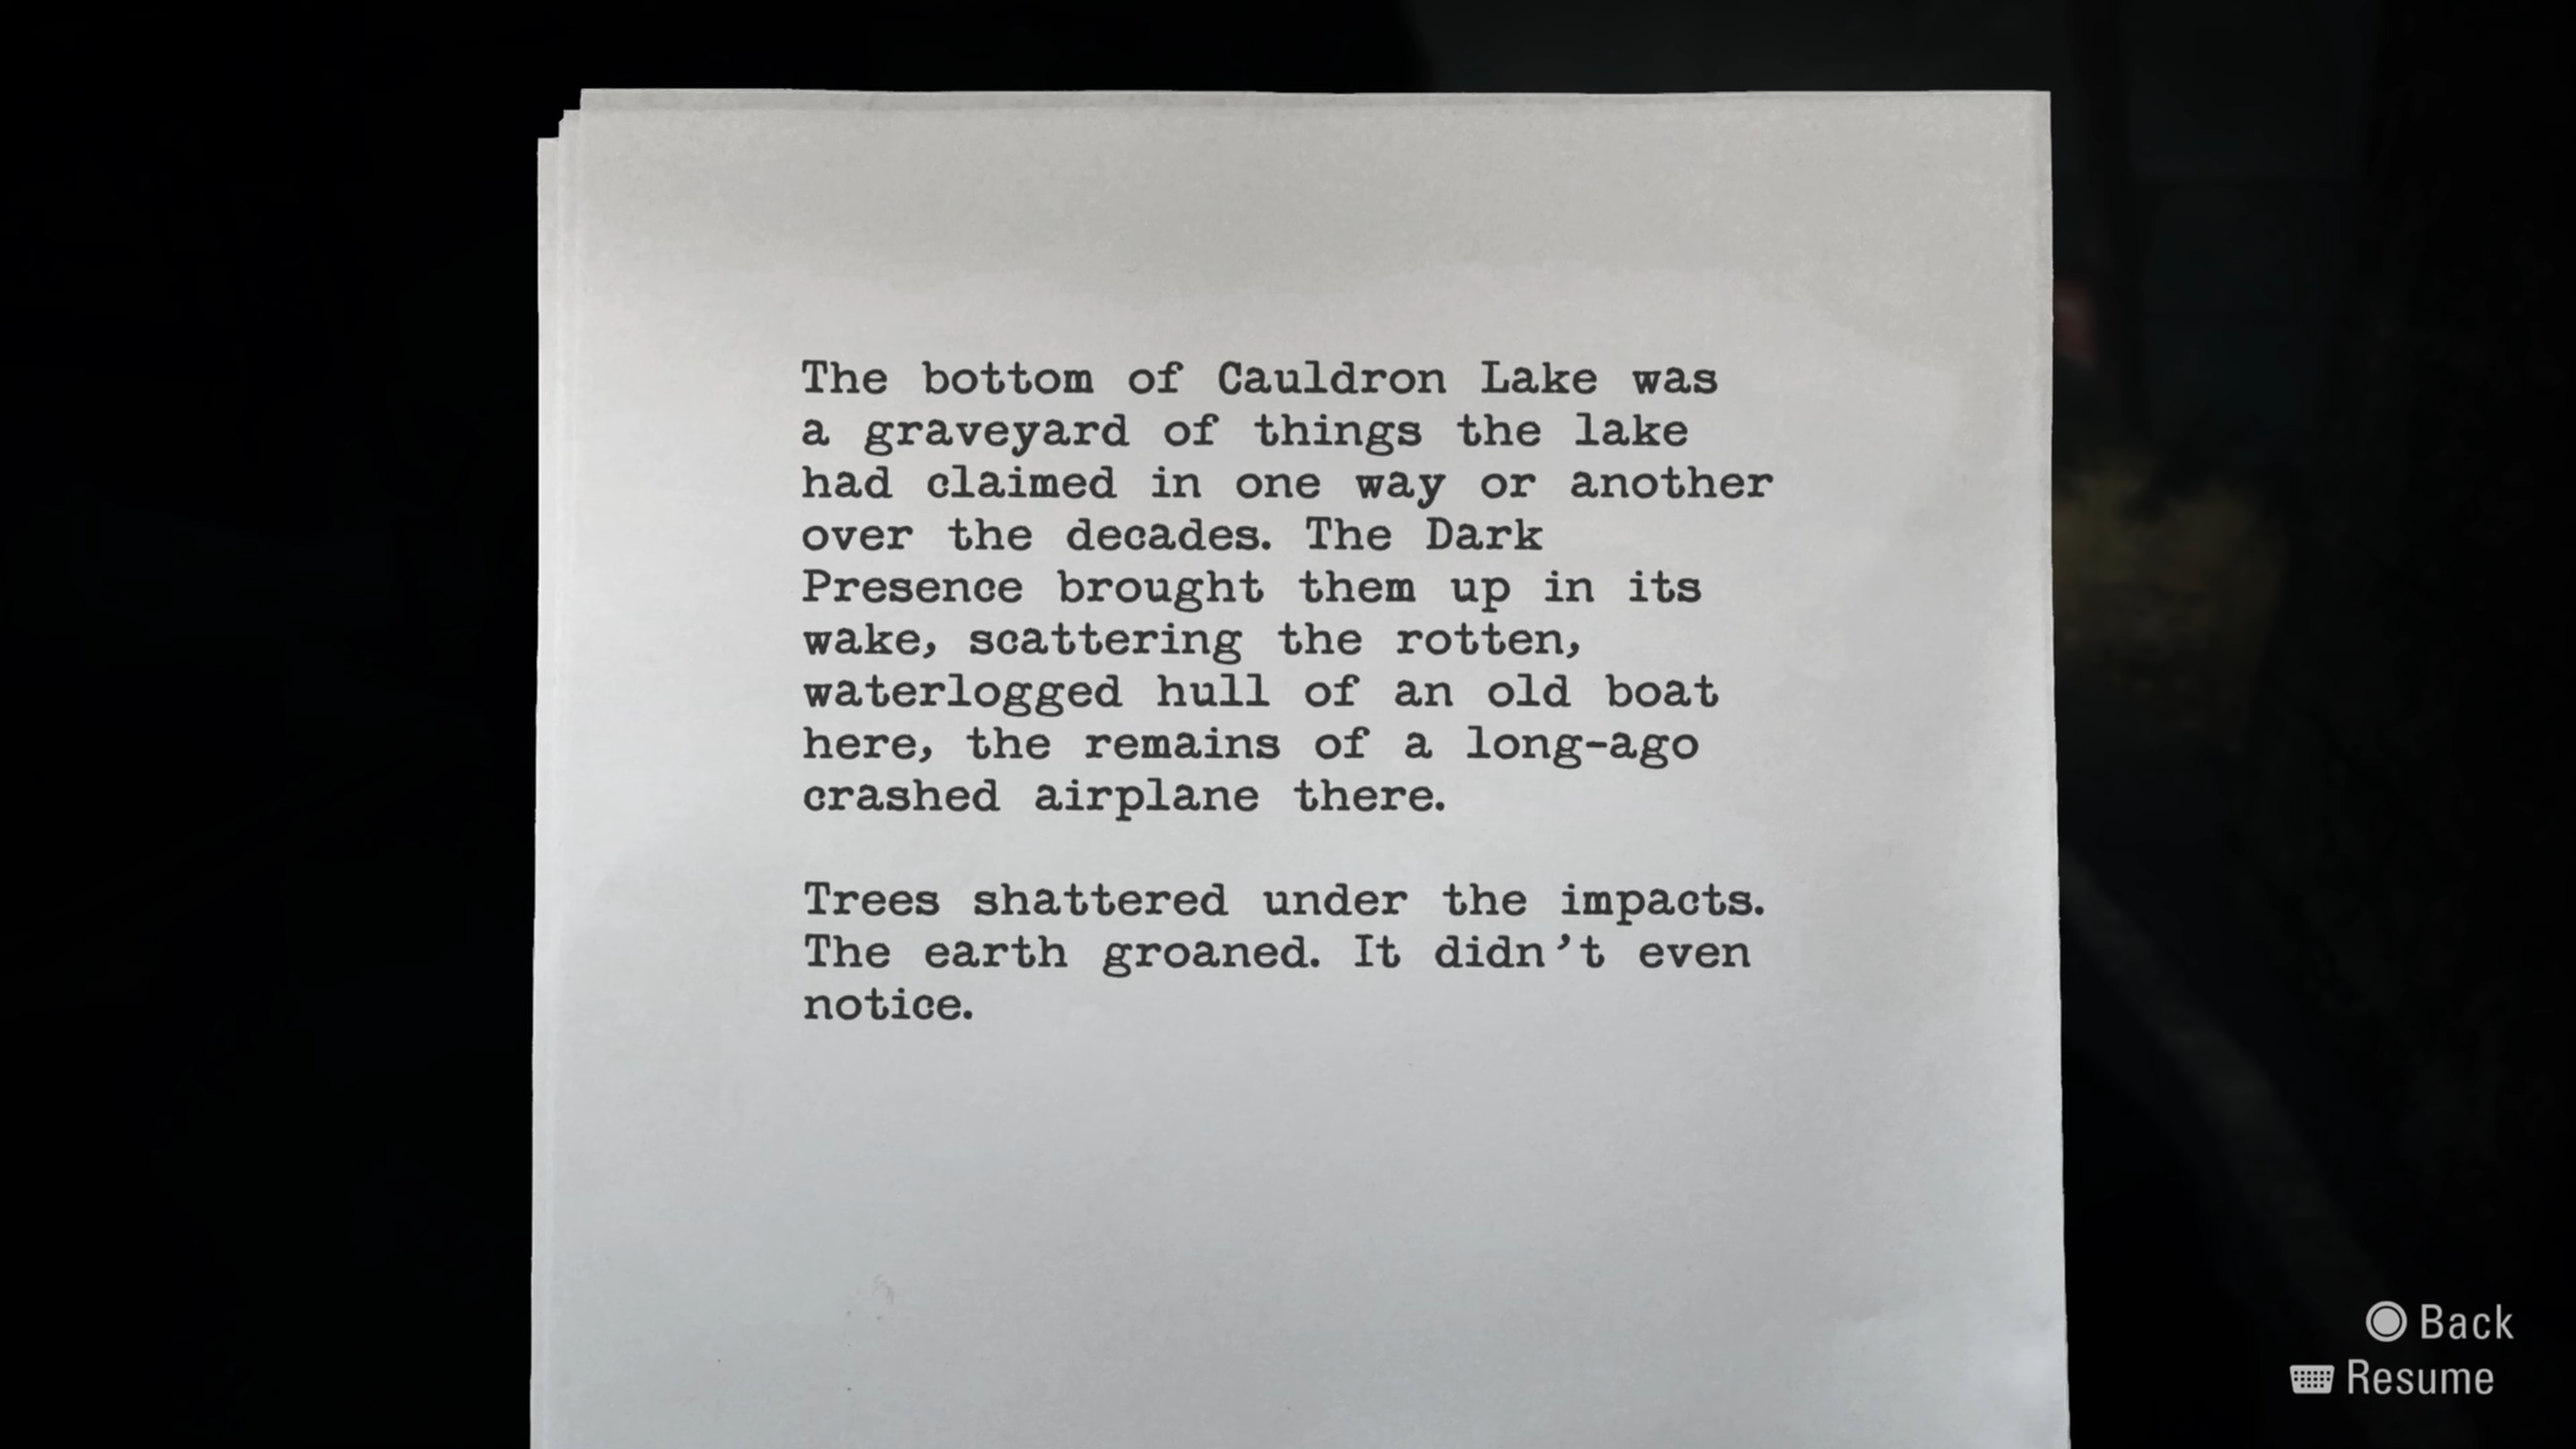 The bottom of Cauldron Lake was
a graveyard of things the lake
had claimed in one way or another
over the decades. The Dark
Presence brought them up in its
wake, scattering the rotten,
waterlogged hull of an old boat
here, the remains of a long-ago
crashed airplane there.
Trees shattered under the impacts.
The earth groaned. It didn’t even
notice.
Back
Resume